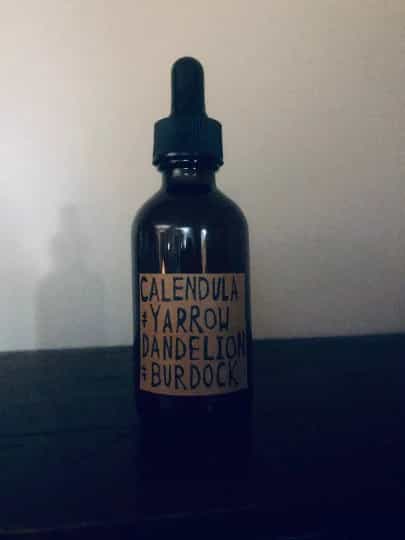 CALENDULA
+YARROW
DANDELION
+BURDOCK